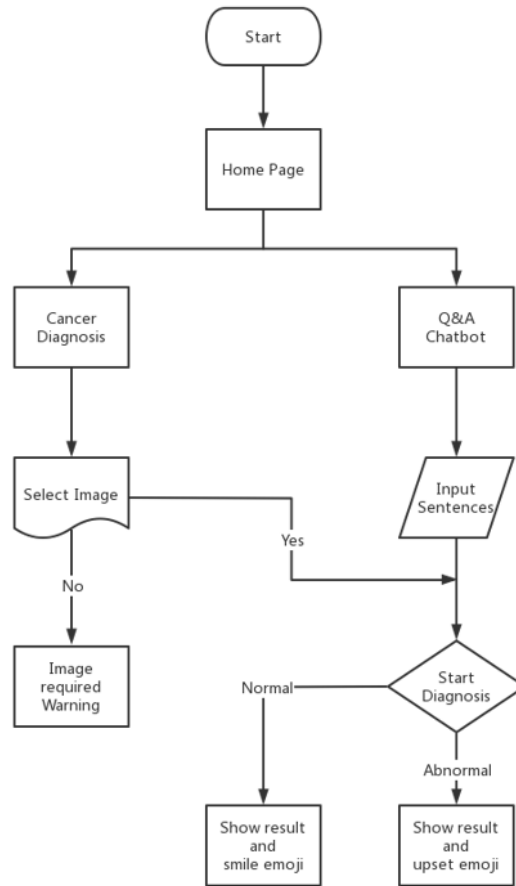 Start
Home Page
Cancer
Diagnosis
Q&A
Chatbot
Select Image
Input
Sentences
Yes
No
Image
required
Warning
Start
Diagnosis
Normal
Abnormal
Show result
and
smile emoji
Show result
and
upset emoji